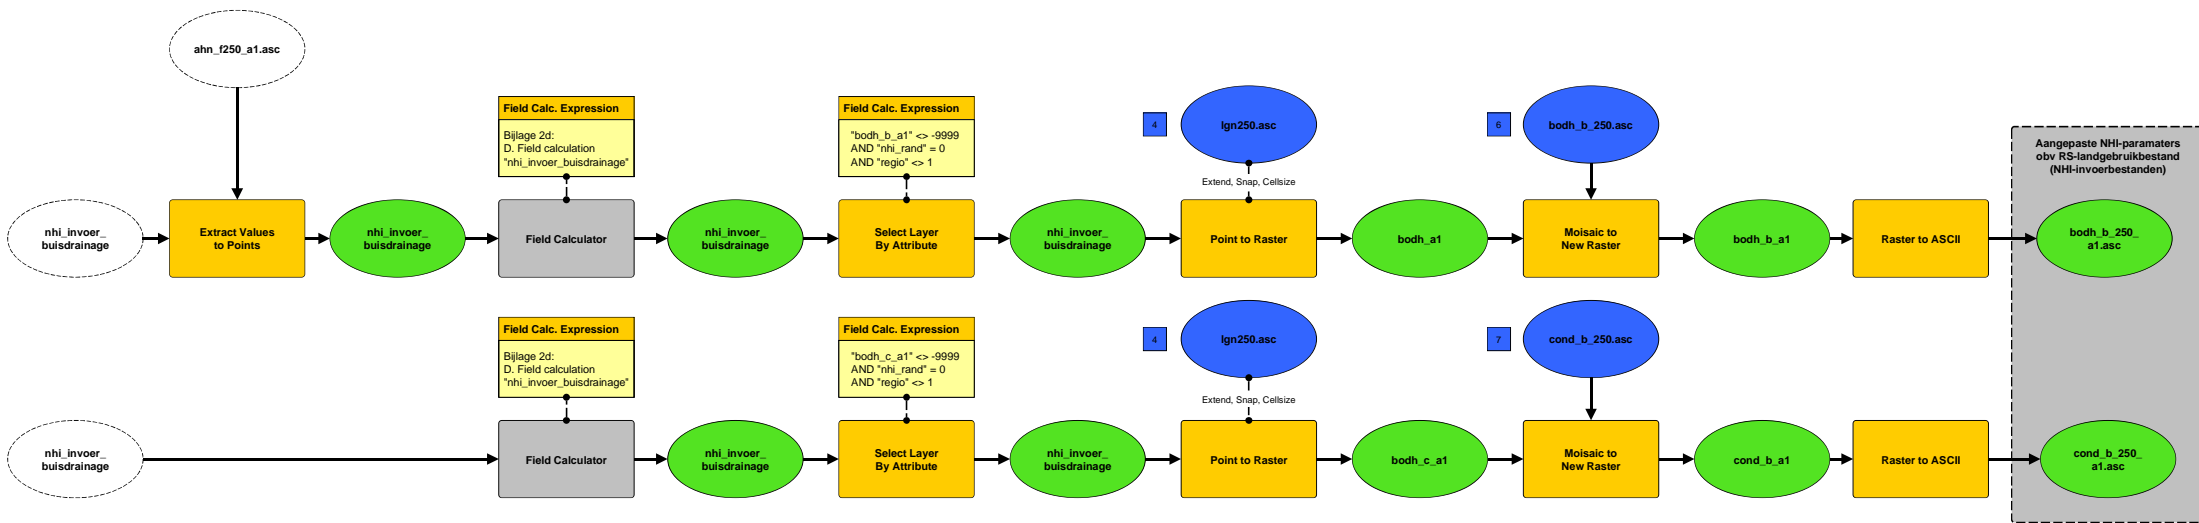 ahn_f250_a1.asc
Field Calc. Expression
Bijlage 2d:
D. Field calculation
"nhi_invoer_buisdrainage"
Field Calc. Expression
"bodh_b_a1" <> -9999
AND "nhi_rand" = 0
AND "regio" <> 1
4
lgn250.asc
Extend, Snap, Cellsize
6
bodh_b_250.asc
Aangepaste NHI-paramaters
obv RS-landgebruikbestand
(NHI-invoerbestanden)
nhi_invoer_
buisdrainage
Extract Values
to Points
nhi_invoer_
buisdrainage
Field Calculator
nhi_invoer_
buisdrainage
Select Layer
By Attribute
nhi_invoer_
buisdrainage
Point to Raster
bodh_a1
Moisaic to
New Raster
bodh_b_a1
Raster to ASCII
bodh_b_250_
a1.asc
Field Calc. Expression
Bijlage 2d:
D. Field calculation
"nhi_invoer_buisdrainage"
Field Calc. Expression
"bodh_c_a1" <> -9999
AND "nhi_rand" = 0
AND "regio" <> 1
4
lgn250.asc
Extend, Snap, Cellsize
7
cond_b_250.asc
nhi_invoer_
buisdrainage
Field Calculator
nhi_invoer_
buisdrainage
Select Layer
By Attribute
nhi_invoer_
buisdrainage
Point to Raster
bodh_c_a1
Moisaic to
New Raster
cond_b_a1
Raster to ASCII
cond_b_250_
a1.asc